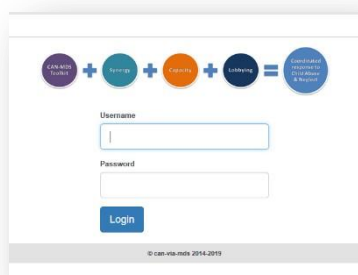 CAN-MDS
Toolkit
+
Synergy
+
Capacity
+
Lobbying
=
Coordinated
response to
Child Abuse
& Neglect
Username
Password
Login
© can-via-mds 2014-2019